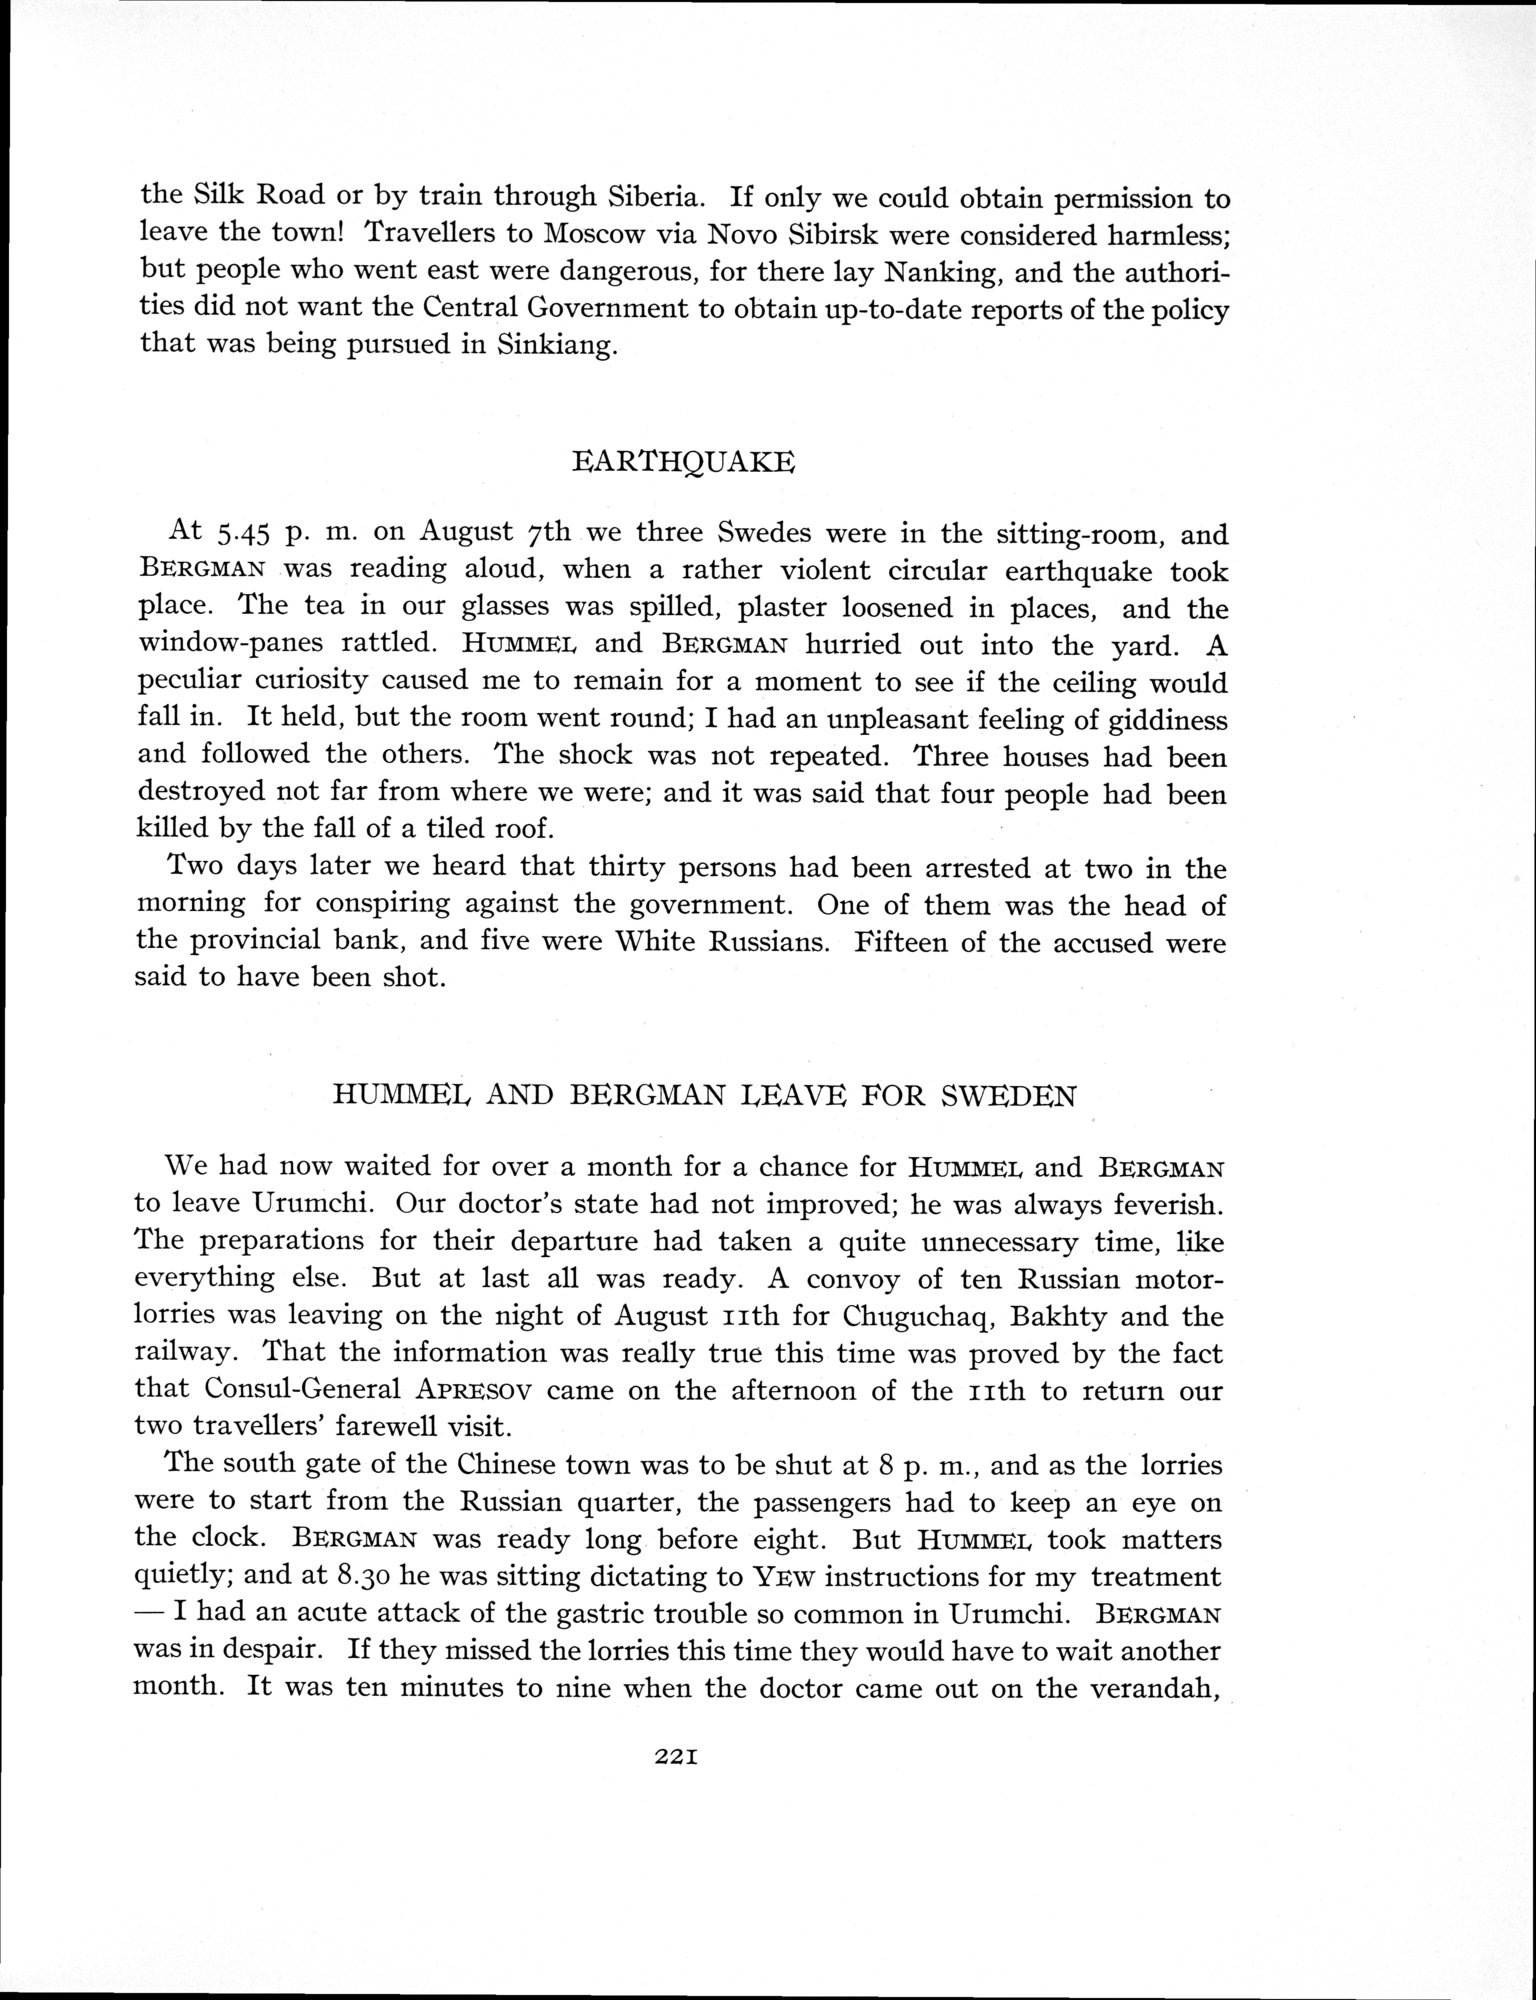 the Silk Road or by train through Siberia. If only we could obtain permission to
leave the town! Travellers to Moscow via Novo Sibirsk were considered harmless;
but people who went east were dangerous, for there lay Nanking, and the authori-
ties did not want the Central Government to obtain up-to-date reports of the policy
that was being pursued in Sinkiang.
EARTHQUAKE
At 5.45 p. m. on August 7th we three Swedes were in the sitting-room, and
BERGMAN was reading aloud, when a rather violent circular earthquake took
place. The tea in our glasses was spilled, plaster loosened in places, and the
window-panes rattled. HUMMEL and BERGMAN hurried out into the yard. A
peculiar curiosity caused me to remain for a moment to see if the ceiling would
fall in. It held, but the room went round; I had an unpleasant feeling of giddiness
and followed the others. The shock was not repeated. Three houses had been
destroyed not far from where we were; and it was said that four people had been
killed by the fall of a tiled roof.
Two days later we heard that thirty persons had been arrested at two in the
morning for conspiring against the government. One of them was the head of
the provincial bank, and five were White Russians. Fifteen of the accused were
said to have been shot.
HUMMEL AND BERGMAN LEAVE FOR SWEDEN
We had now waited for over a month for a chance for HUMMEL and BERGMAN
to leave Urumchi. Our doctor's state had not improved; he was always feverish.
The preparations for their departure had taken a quite unnecessary time, like
everything else. But at last all was ready. A convoy of ten Russian motor-
lorries was leaving on the night of August 11th for Chuguchaq, Bakhty and the
railway. That the information was really true this time was proved by the fact
that Consul-General APRESOV came on the afternoon of the 11th to return our
two travellers' farewell visit.
The south gate of the Chinese town was to be shut at 8 p. m., and as the lorries
were to start from the Russian quarter, the passengers had to keep an eye on
the clock. BERGMAN was ready long before eight. But HUMMEL took matters
quietly; and at 8.30 he was sitting dictating to YEW instructions for my treatment
— I had an acute attack of the gastric trouble so common in Urumchi. BERGMAN
was in despair. If they missed the lorries this time they would have to wait another
month. It was ten minutes to nine when the doctor came out on the verandah,
221